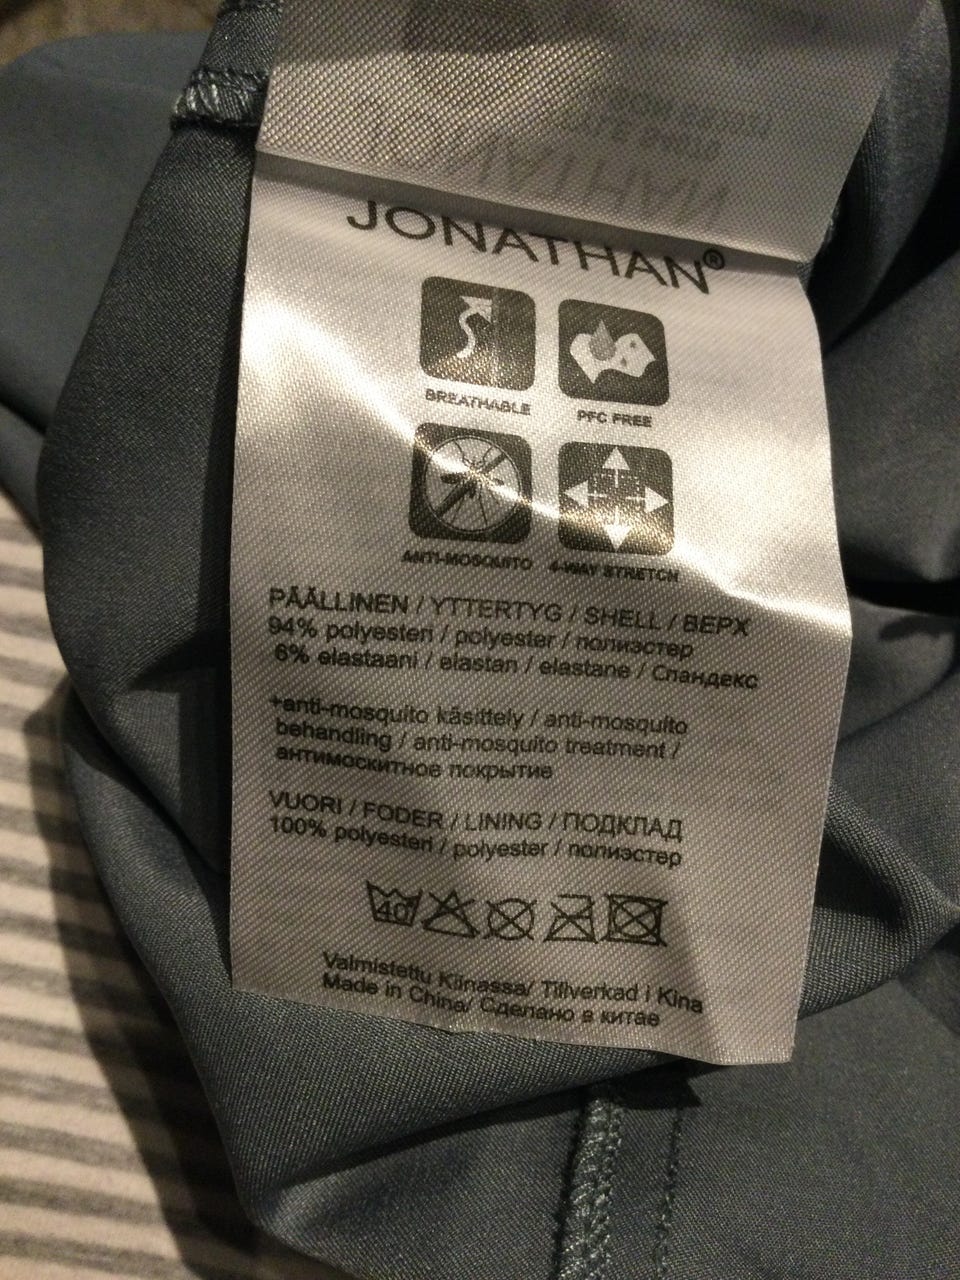 JONATHAN®
BREATHABLE
PFC FREE
ANTI-MOSQUITO
4-WAY STRETCH
PÄÄLLINEN / YTTERTYG / SHELL / ВЕРХ
94% polyesteri / polyester / полиэстер
6% elastaani / elastan / elastane / Спандекс
+anti-mosquito käsittely / anti-mosquito
behandling / anti-mosquito treatment /
антимоскитное покрытие
VUORI / FODER / LINING / ПОДКЛАД
100% polyesteri / polyester / полиэстер
40
Valmistettu Kiinassa/ Tillverkad i Kina
Made in China/ Сделано в китае